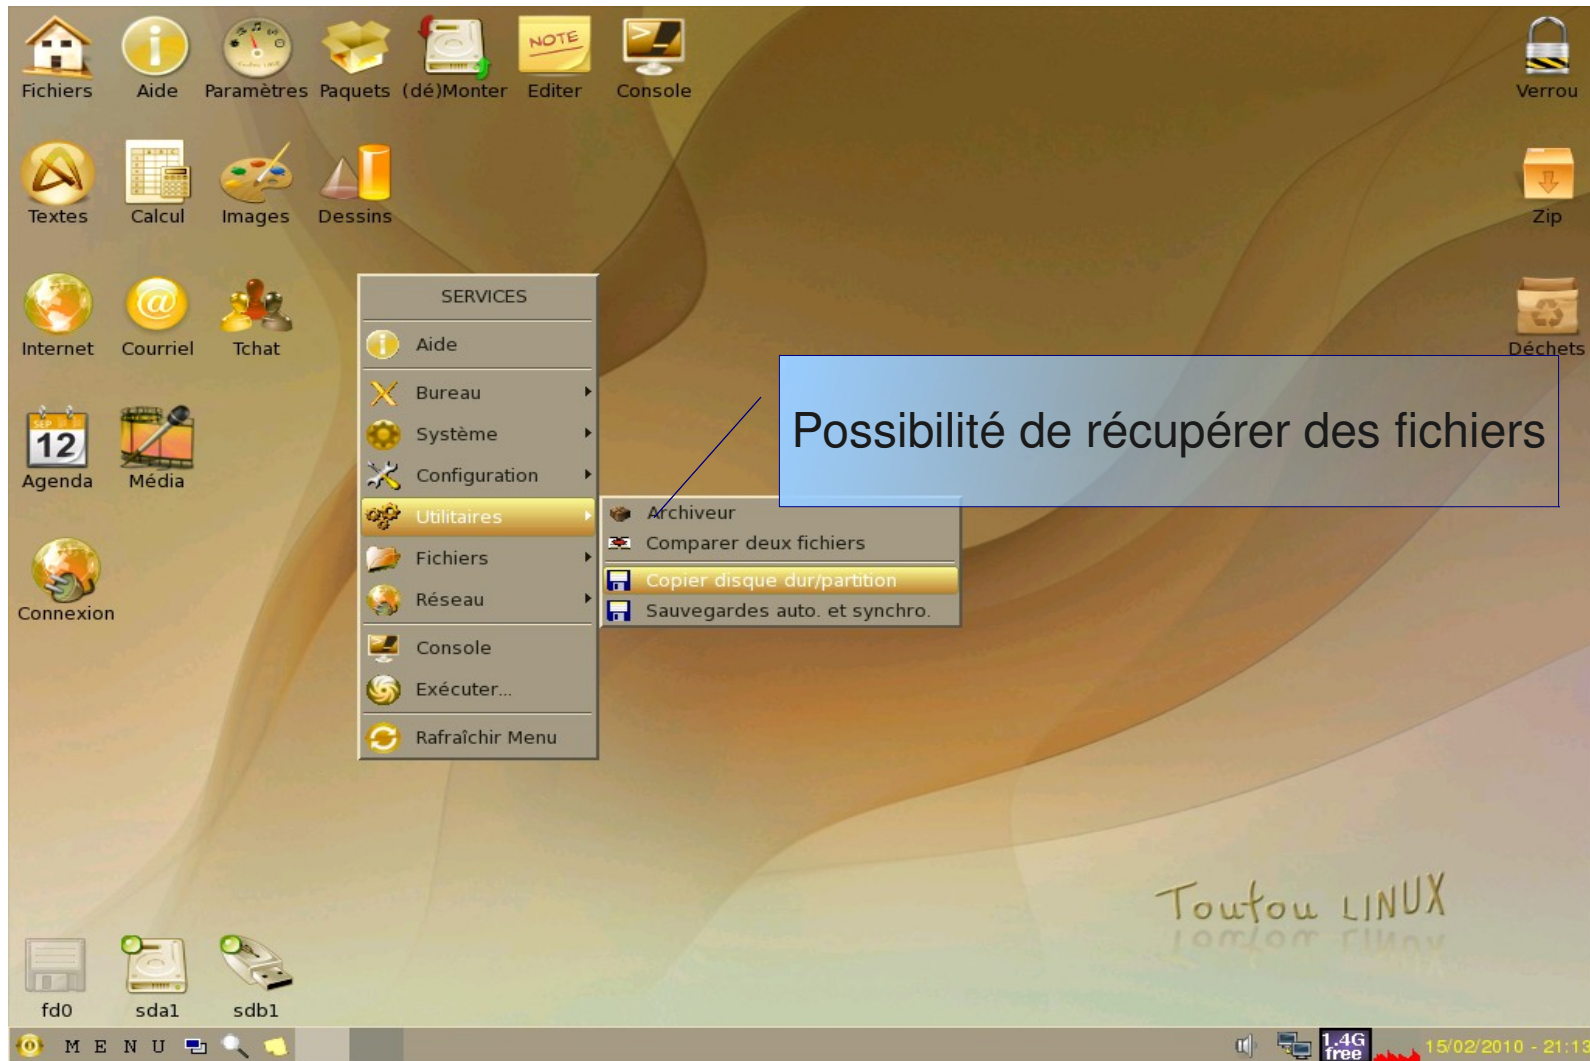 NOTE
Fichiers Aide Paramètres Paquets (dé)Monter Editer Console Verrou
Textes Calcul Images Dessins Zip
Internet Courriel Tchat Déchets
SEP
12
Agenda Média
Connexion
SERVICES
Aide
Bureau
Système
Configuration
Utilitaires
Fichiers
Réseau
Console
Exécuter...
Rafraîchir Menu
Archiveur
Comparer deux fichiers
Copier disque dur/partition
Sauvegardes auto. et synchro.
Possibilité de récupérer des fichiers
Toutou LINUX
fd0 sda1 sdb1
MENU
1.4G
free
15/02/2010 - 21:13